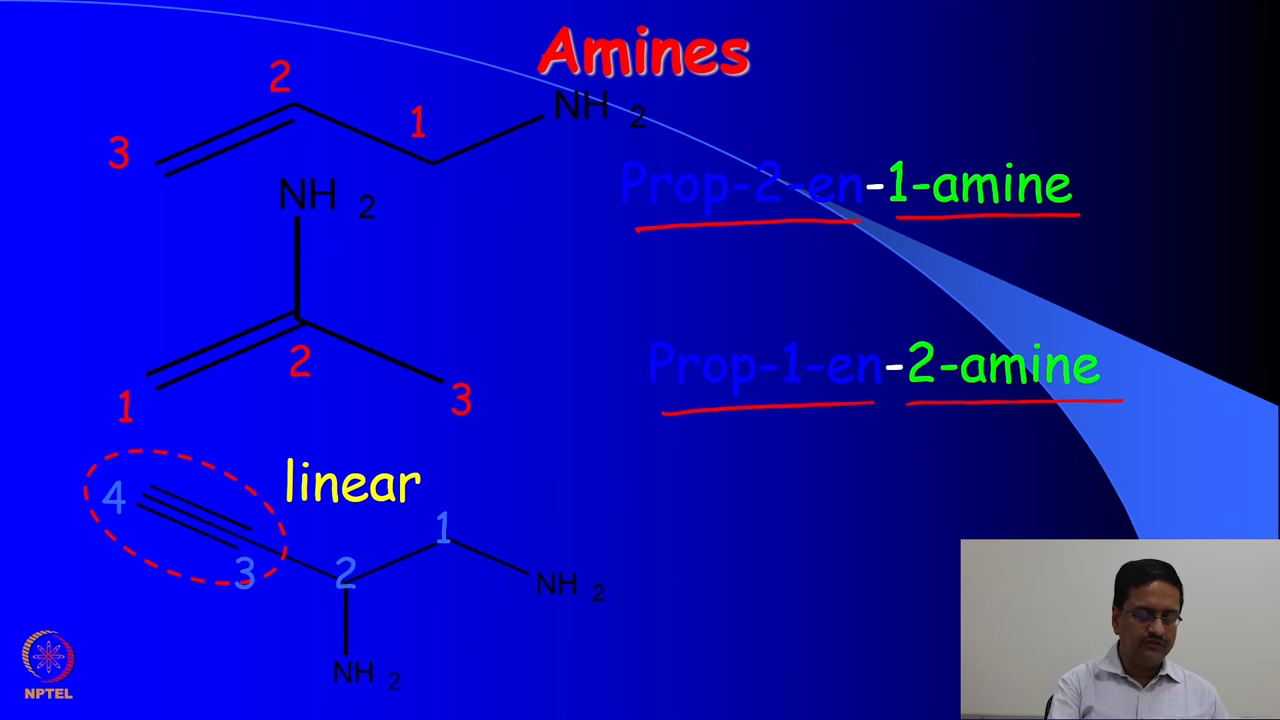 Amines
2
1
NH 2
3
Prop-2-en-1-amine
NH 2
2
Prop-1-en-2-amine
1
3
linear
4
1
3
2
NH 2
NH 2
NPTEL